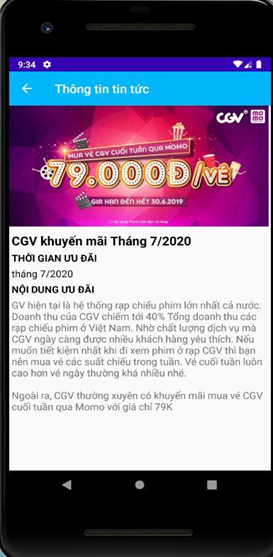 9:34
Thông tin tin tức
CGV
mo
mo
MUA VÉ CGV CUỐI TUẦN QUA MOMO
79.000Đ/VÉ
GIA HẠN ĐẾN HẾT 30.6.2019
CGV khuyến mãi Tháng 7/2020
THỜI GIAN ƯU ĐÃI
tháng 7/2020
NỘI DUNG ƯU ĐÃI
GV hiện tại là hệ thống rạp chiếu phim lớn nhất cả nước.
Doanh thu của CGV chiếm tới 40% Tổng doanh thu các
rạp chiếu phim ở Việt Nam. Nhờ chất lượng dịch vụ mà
CGV ngày càng được nhiều khách hàng yêu thích. Nếu
muốn tiết kiệm nhất khi đi xem phim ở rạp CGV thì bạn
nên mua vé các suất chiếu trong tuần. Vé cuối tuần luôn
cao hơn vé ngày thường khá nhiều nhé.
Ngoài ra, CGV thường xuyên có khuyến mãi mua vé CGV
cuối tuần qua Momo với giá chỉ 79K